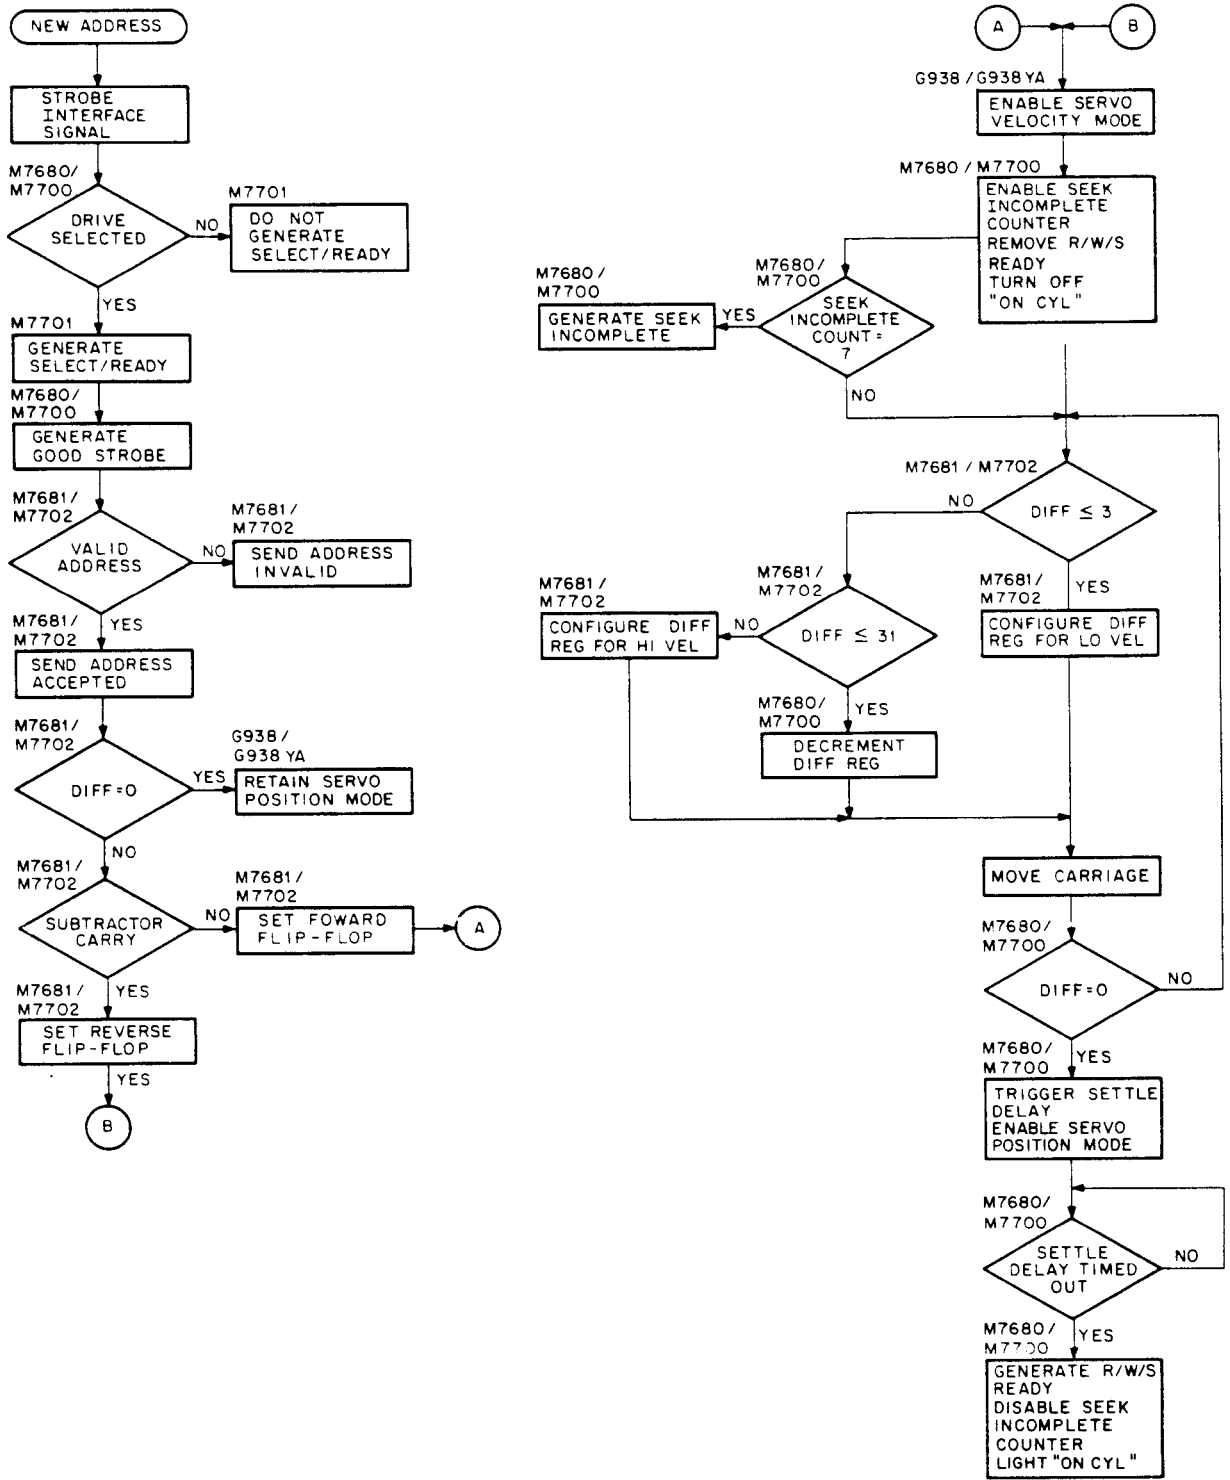 NEW ADDRESS
STROBE
INTERFACE
SIGNAL
M7680/
M7700
DRIVE
SELECTED
NO
M7701
DO NOT
GENERATE
SELECT/READY
YES
M7701
GENERATE
SELECT/READY
M7680/
M7700
GENERATE
GOOD STROBE
M7681/
M7702
VALID
ADDRESS
NO
M7681/
M7702
SEND ADDRESS
INVALID
YES
M7681/
M7702
SEND ADDRESS
ACCEPTED
M7681/
M7702
DIFF=0
YES
G938/
G938 YA
RETAIN SERVO
POSITION MODE
NO
M7681/
M7702
SUBTRACTOR
CARRY
NO
M7681/
M7702
SET FOWARD
FLIP-FLOP
A
YES
M7681/
M7702
SET REVERSE
FLIP-FLOP
YES
B
A
B
G938/G938YA
ENABLE SERVO
VELOCITY MODE
M7680/M7700
ENABLE SEEK
INCOMPLETE
COUNTER
REMOVE R/W/S
READY
TURN OFF
"ON CYL"
M7680/
M7700
SEEK
INCOMPLETE
COUNT=
7
YES
M7680/
M7700
GENERATE SEEK
INCOMPLETE
NO
M7681/M7702
DIFF ≤ 3
NO
YES
M7681/
M7702
CONFIGURE DIFF
REG FOR LO VEL
M7681/
M7702
DIFF ≤ 31
NO
M7681/
M7702
CONFIGURE DIFF
REG FOR HI VEL
YES
M7680/
M7700
DECREMENT
DIFF REG
MOVE CARRIAGE
M7680/
M7700
DIFF=0
NO
YES
M7680/
M7700
TRIGGER SETTLE
DELAY
ENABLE SERVO
POSITION MODE
M7680/
M7700
SETTLE
DELAY TIMED
OUT
NO
YES
M7680/
M7700
GENERATE R/W/S
READY
DISABLE SEEK
INCOMPLETE
COUNTER
LIGHT "ON CYL"